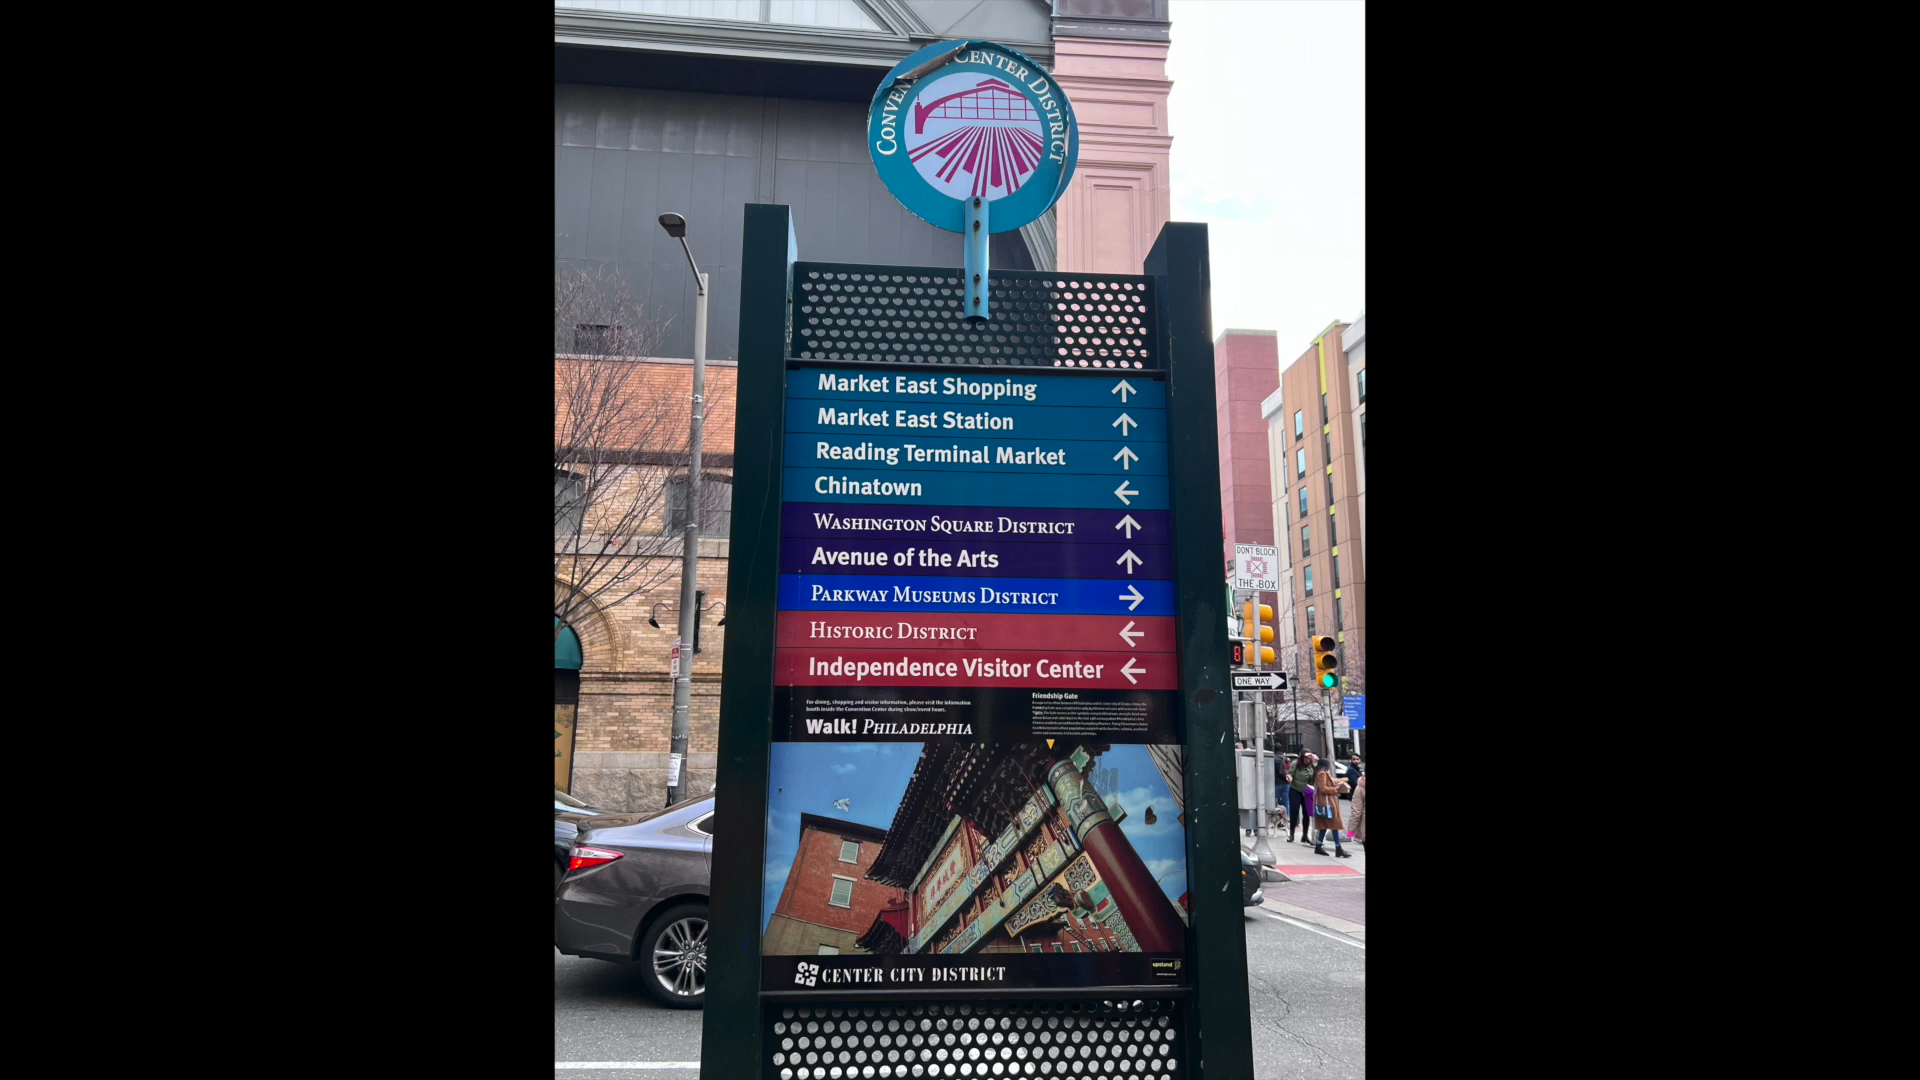 CONVEN CENTER DISTRICT
Market East Shopping
Market East Station
Reading Terminal Market
Chinatown
WASHINGTON SQUARE DISTRICT
Avenue of the Arts
PARKWAY MUSEUMS DISTRICT
HISTORIC DISTRICT
Independence Visitor Center
For dining, shopping and visitor information, please visit the information
booth inside the Convention Center during show/event hours.
Walk! PHILADELPHIA
Friendship Gate
CENTER CITY DISTRICT
DONT BLOCK
THE BOX
ONE WAY